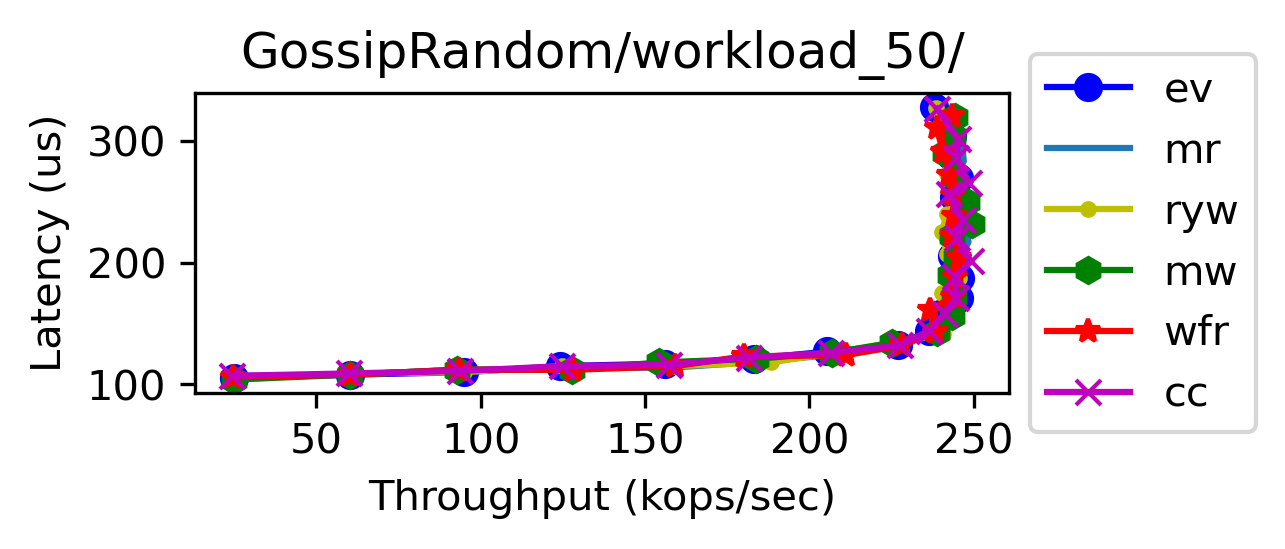 GossipRandom/workload_50/
Latency (us)
300
200
100
50
100
150
200
250
Throughput (kops/sec)
ev
mr
ryw
mw
wfr
cc